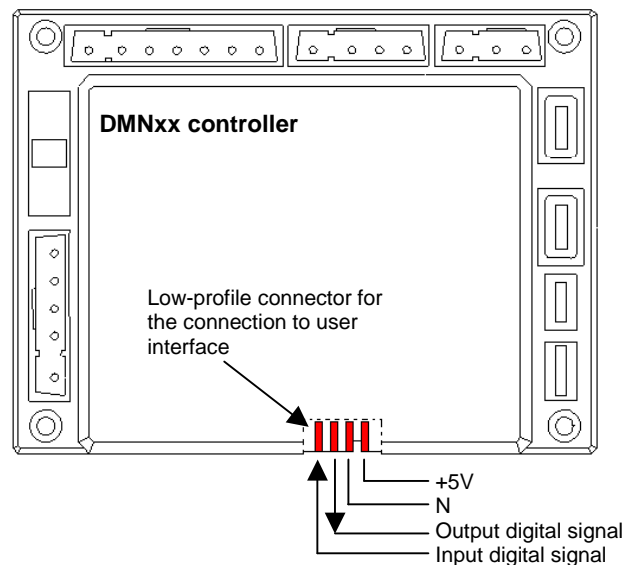 DMNxx controller
Low-profile connector for
the connection to user
interface
+5V
N
Output digital signal
Input digital signal